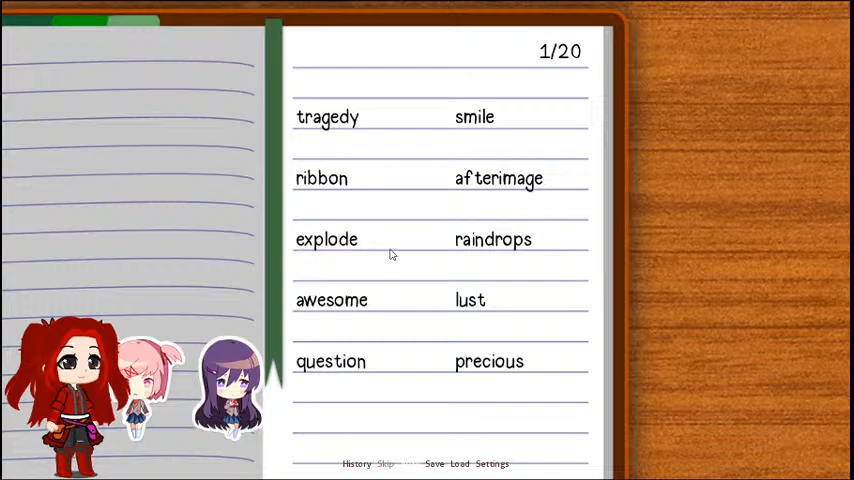 1/20
tragedy smile
ribbon afterimage
explode raindrops
awesome lust
question precious
History Skip Save Load Settings